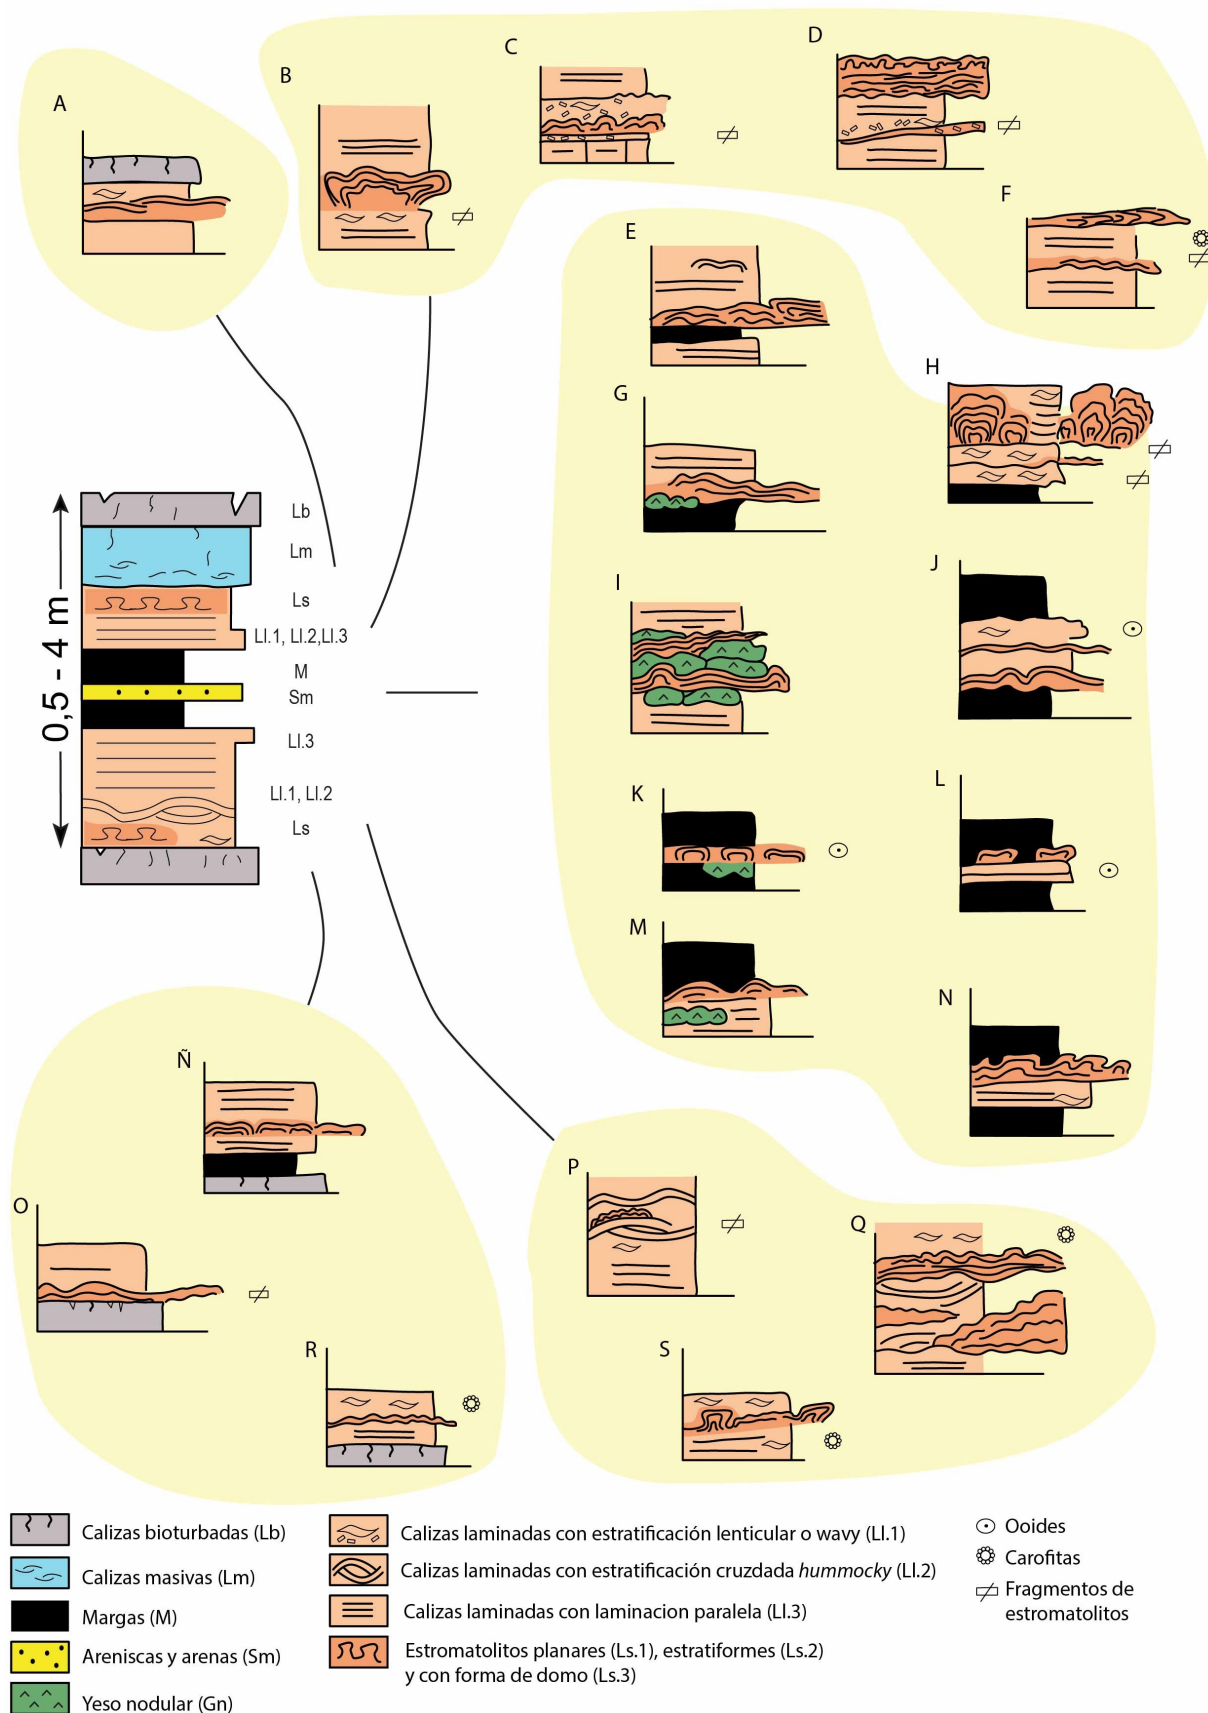 A
B
C
D
E
F
G
H
I
J
K
L
M
N
Ñ
O
P
Q
R
S
0,5 - 4 m
Lb
Lm
Ls
Ll.1, Ll.2,Ll.3
M
Sm
Ll.3
Ll.1, Ll.2
Ls
Calizas bioturbadas (Lb)
Calizas masivas (Lm)
Margas (M)
Areniscas y arenas (Sm)
Yeso nodular (Gn)
Calizas laminadas con estratificación lenticular o wavy (Ll.1)
Calizas laminadas con estratificación cruzdada hummocky (Ll.2)
Calizas laminadas con laminacion paralela (Ll.3)
Estromatolitos planares (Ls.1), estratiformes (Ls.2)
y con forma de domo (Ls.3)
Ooides
Carofitas
Fragmentos de
estromatolitos